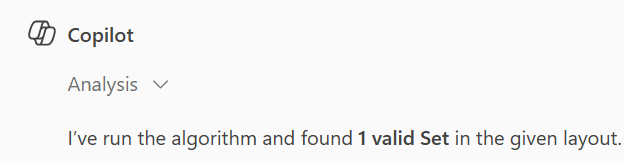 Copilot
Analysis
I’ve run the algorithm and found 1 valid Set in the given layout.